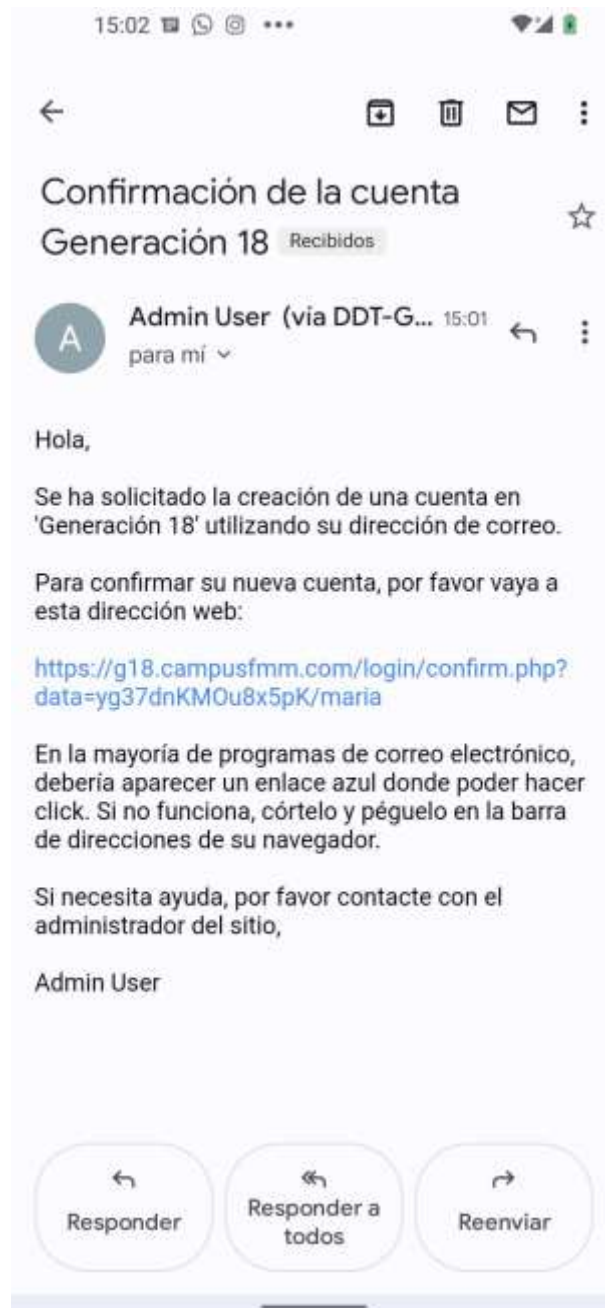 15:02
Confirmación de la cuenta
Generación 18 Recibidos
A
Admin User (vía DDT-G... 15:01
para mí
Hola,
Se ha solicitado la creación de una cuenta en
'Generación 18' utilizando su dirección de correo.
Para confirmar su nueva cuenta, por favor vaya a
esta dirección web:
https://g18.campusfmm.com/login/confirm.php?
data=yg37dnKMOu8x5pK/maria
En la mayoría de programas de correo electrónico,
debería aparecer un enlace azul donde poder hacer
click. Si no funciona, córtelo y péguelo en la barra
de direcciones de su navegador.
Si necesita ayuda, por favor contacte con el
administrador del sitio,
Admin User
Responder
Responder a
todos
Reenviar